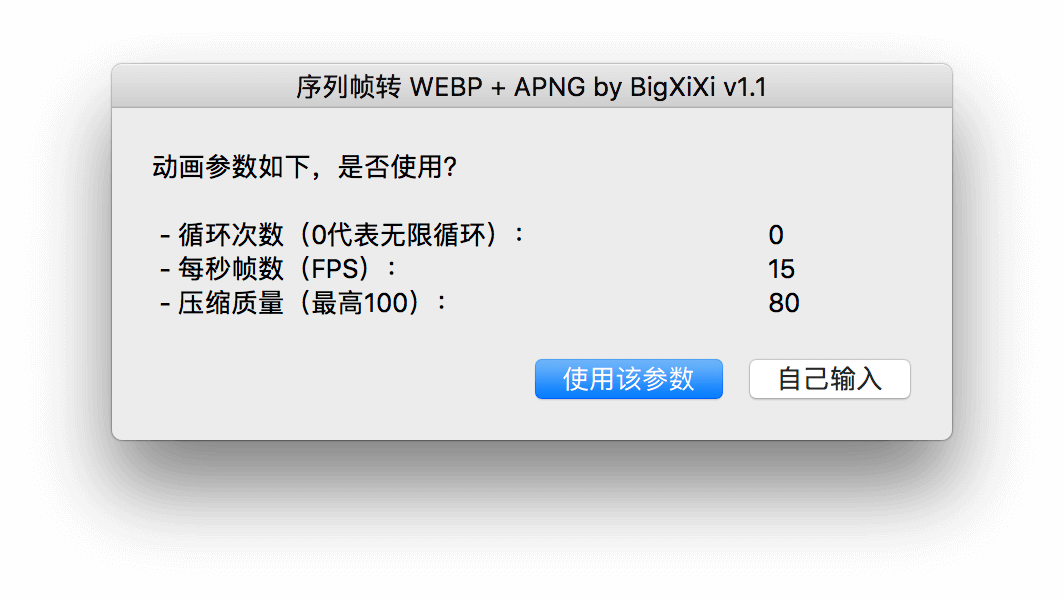 序列帧转 WEBP + APNG by BigXiXi v1.1
动画参数如下，是否使用？
- 循环次数（0代表无限循环）： 0
- 每秒帧数（FPS）： 15
- 压缩质量（最高100）： 80
使用该参数 自己输入